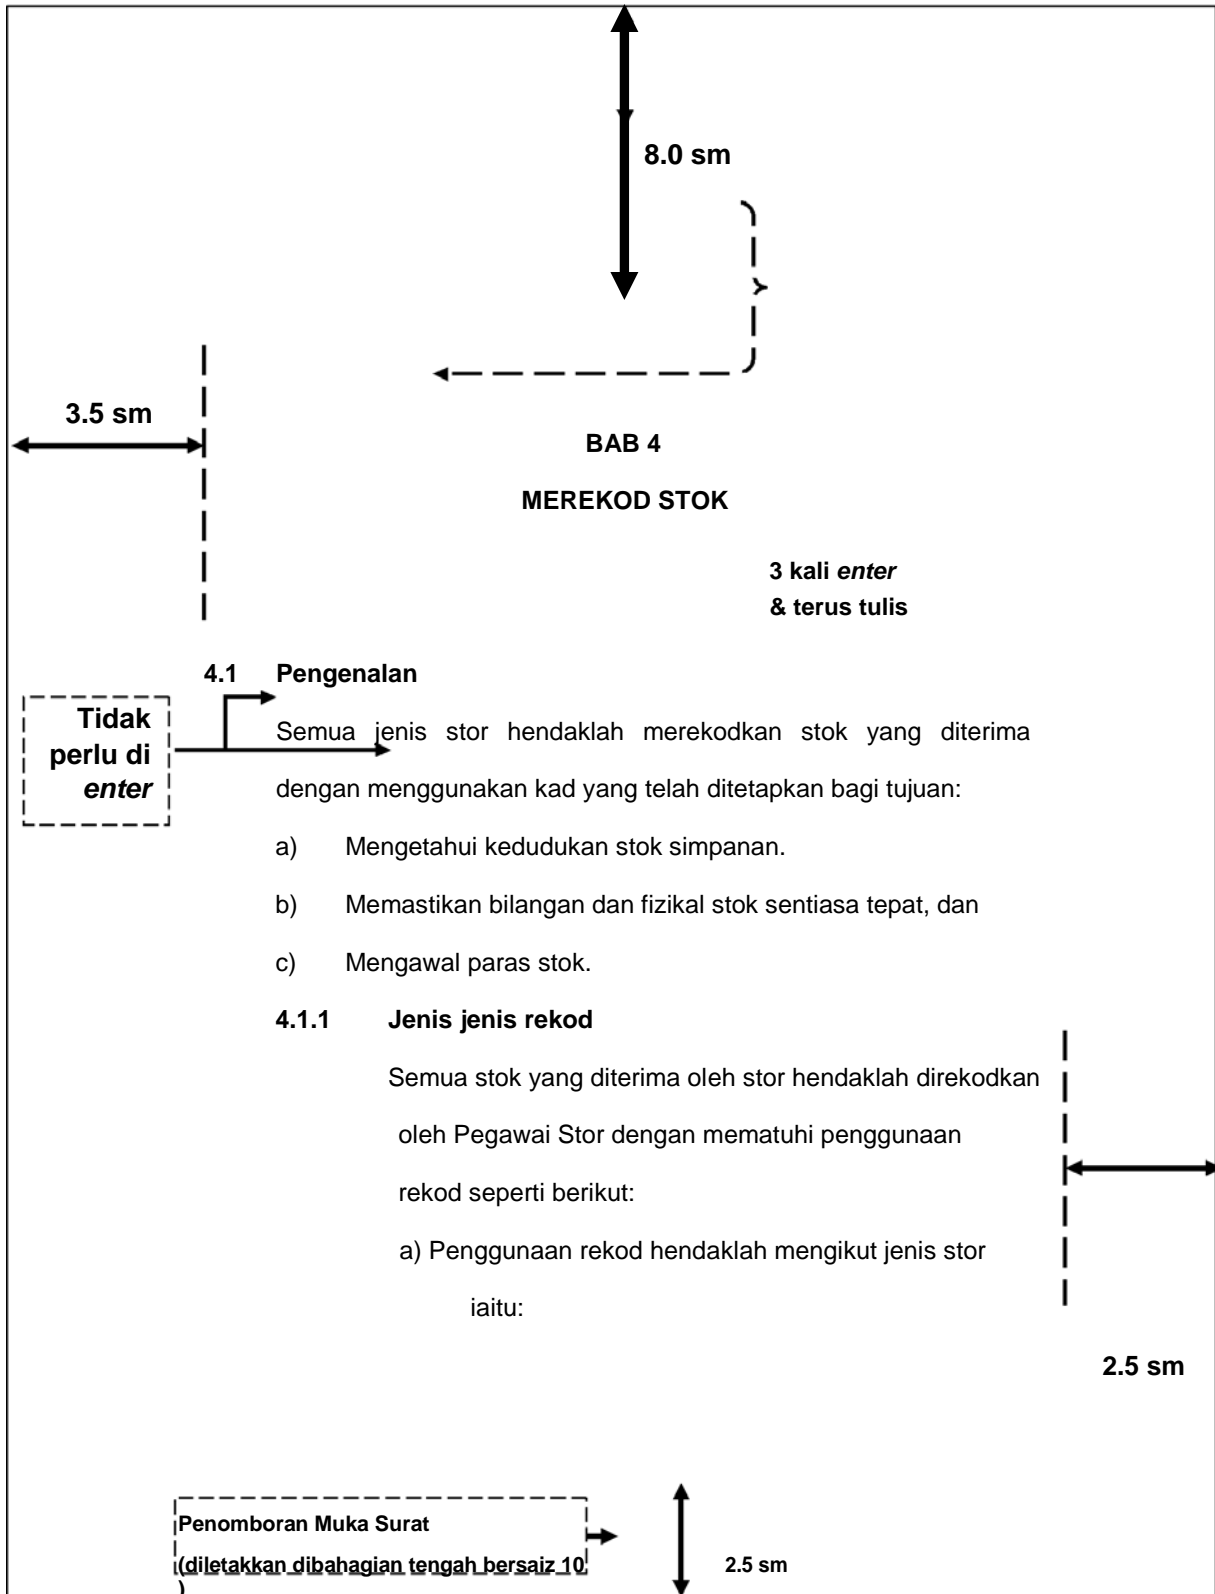 8.0 sm
3.5 sm
BAB 4
MEREKOD STOK
3 kali enter
& terus tulis
4.1 Pengenalan
Tidak
perlu di
enter
Semua jenis stor hendaklah merekodkan stok yang diterima
dengan menggunakan kad yang telah ditetapkan bagi tujuan:
a) Mengetahui kedudukan stok simpanan.
b) Memastikan bilangan dan fizikal stok sentiasa tepat, dan
c) Mengawal paras stok.
4.1.1 Jenis jenis rekod
Semua stok yang diterima oleh stor hendaklah direkodkan
oleh Pegawai Stor dengan mematuhi penggunaan
rekod seperti berikut:
a) Penggunaan rekod hendaklah mengikut jenis stor
iaitu:
2.5 sm
Penomboran Muka Surat
(diletakkan dibahagian tengah bersaiz 10
)
2.5 sm